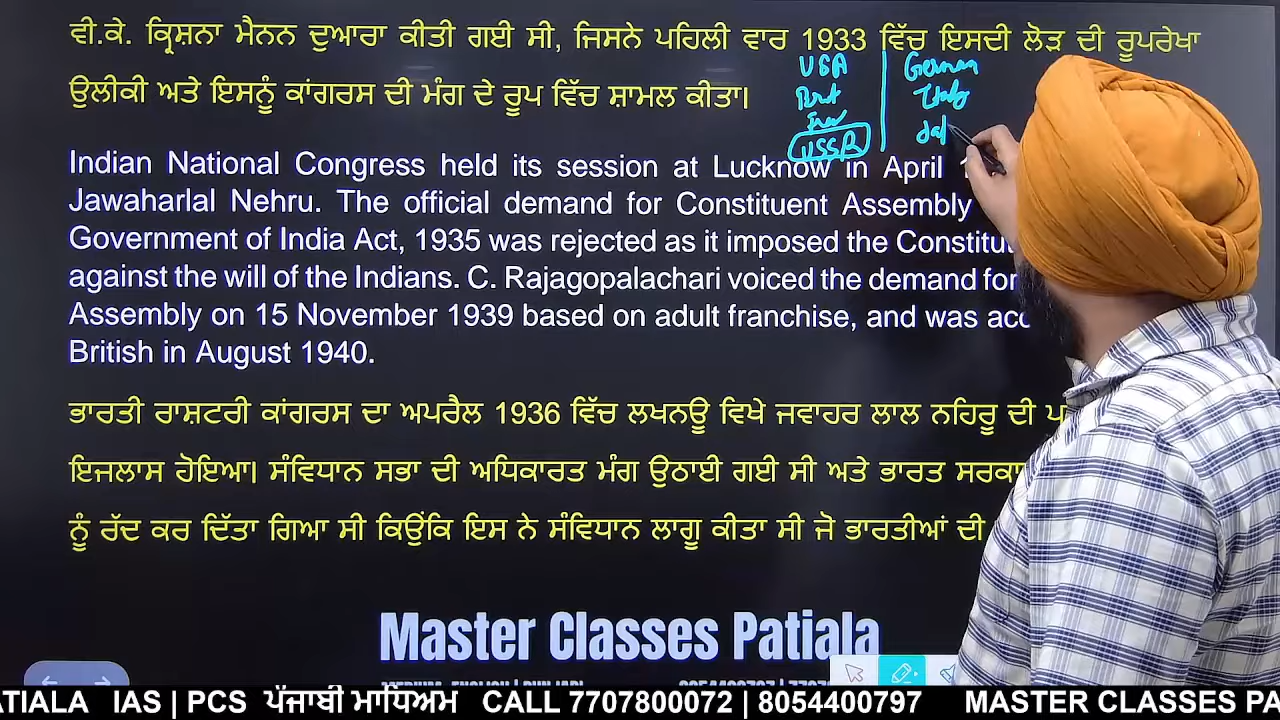 ਵੀ.ਕੇ. ਕ੍ਰਿਸ਼ਨਾ ਮੈਨਨ ਦੁਆਰਾ ਕੀਤੀ ਗਈ ਸੀ, ਜਿਸਨੇ ਪਹਿਲੀ ਵਾਰ 1933 ਵਿੱਚ ਇਸਦੀ ਲੋੜ ਦੀ ਰੂਪਰੇਖਾ
ਉਲੀਕੀ ਅਤੇ ਇਸਨੂੰ ਕਾਂਗਰਸ ਦੀ ਮੰਗ ਦੇ ਰੂਪ ਵਿੱਚ ਸ਼ਾਮਲ ਕੀਤਾ।
USA German
Italy
USSR
Indian National Congress held its session at Lucknow in April
Jawaharlal Nehru. The official demand for Constituent Assembly
Government of India Act, 1935 was rejected as it imposed the
against the will of the Indians. C. Rajagopalachari voiced the demand for
Assembly on 15 November 1939 based on adult franchise, and was
British in August 1940.
ਭਾਰਤੀ ਰਾਸ਼ਟਰੀ ਕਾਂਗਰਸ ਦਾ ਅਪਰੈਲ 1936 ਵਿੱਚ ਲਖਨਊ ਵਿਖੇ ਜਵਾਹਰ ਲਾਲ ਨਹਿਰੂ ਦੀ
ਇਜਲਾਸ ਹੋਇਆ। ਸੰਵਿਧਾਨ ਸਭਾ ਦੀ ਅਧਿਕਾਰਤ ਮੰਗ ਉਠਾਈ ਗਈ ਸੀ ਅਤੇ ਭਾਰਤ
ਨੂੰ ਰੱਦ ਕਰ ਦਿੱਤਾ ਗਿਆ ਸੀ ਕਿਉਂਕਿ ਇਸ ਨੇ ਸੰਵਿਧਾਨ ਲਾਗੂ ਕੀਤਾ ਸੀ ਜੋ ਭਾਰਤੀਆਂ ਦੀ
Master Classes Patiala
ATIALA IAS | PCS ਪੰਜਾਬੀ ਮਾਧਿਅਮ CALL 7707800072 | 8054400797 MASTER CLASSES PA